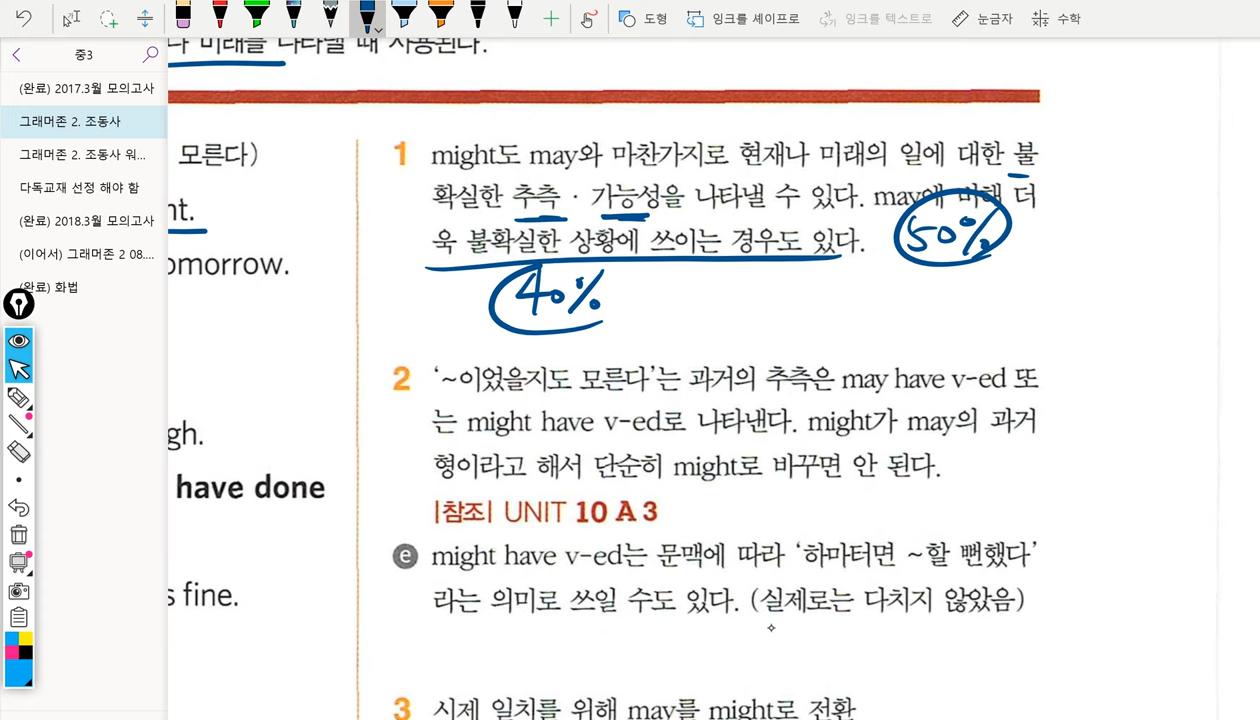 도형
잉크를 셰이프로
잉크를 텍스트로
눈금자
수학
중3
(완료) 2017.3월 모의고사
그래머존 2. 조동사
그래머존 2. 조동사 워...
다독교재 선정 해야 함
(완료) 2018.3월 모의고사
(이어서) 그래머존 2 08....
(완료) 화법
다 미래를 나타낼 때 사용된다.
모른다)
nt.
omorrow.
gh.
have done
s fine.
1 might도 may와 마찬가지로 현재나 미래의 일에 대한 불
확실한 추측 · 가능성을 나타낼 수 있다. may에 비해 더
욱 불확실한 상황에 쓰이는 경우도 있다.
50%
40%
2 ‘~이었을지도 모른다’는 과거의 추측은 may have v-ed 또
는 might have v-ed로 나타낸다. might가 may의 과거
형이라고 해서 단순히 might로 바꾸면 안 된다.
|참조| UNIT 10 A 3
e might have v-ed는 문맥에 따라 ‘하마터면 ~할 뻔했다’
라는 의미로 쓰일 수도 있다. (실제로는 다치지 않았음)
3 시제 일치를 위해 may를 might로 전환